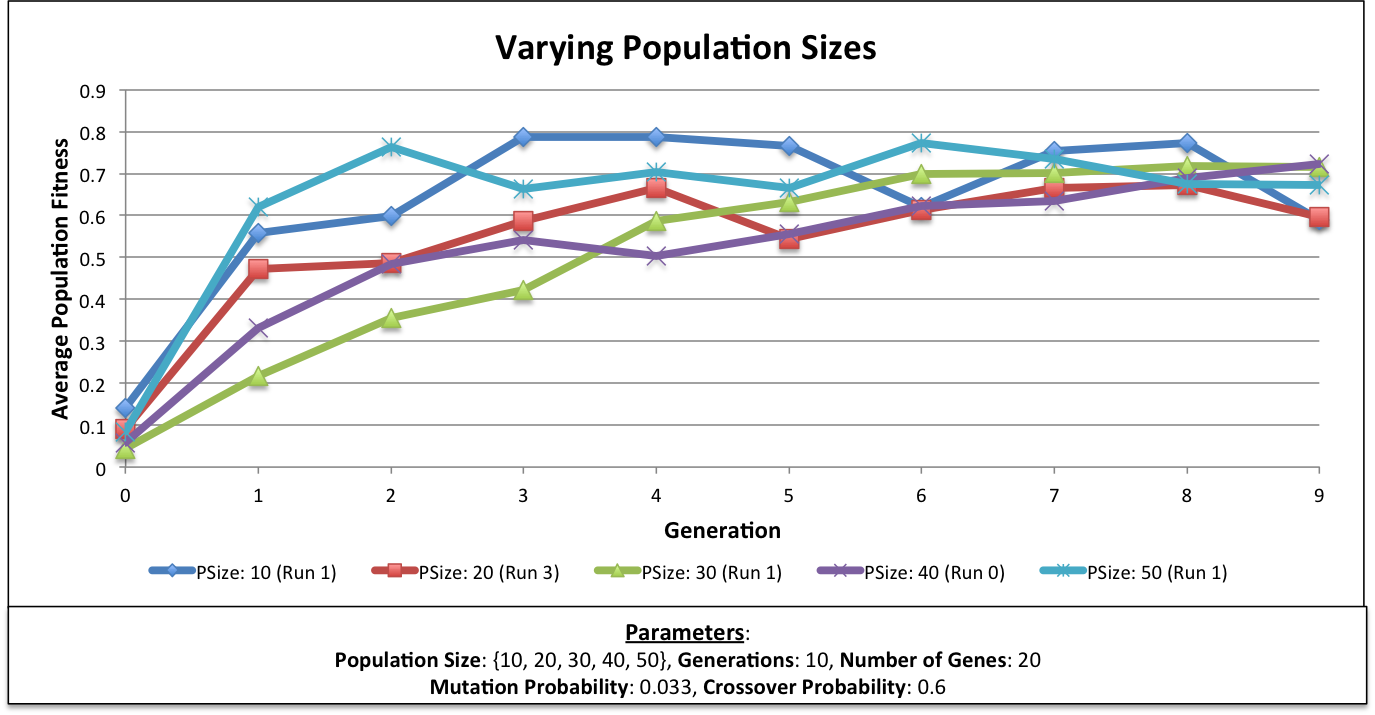 Varying Population Sizes
Average Population Fitness
0.9
0.8
0.7
0.6
0.5
0.4
0.3
0.2
0.1
0
0 1 2 3 4 5 6 7 8 9
Generation
PSize: 10 (Run 1) PSize: 20 (Run 3) PSize: 30 (Run 1) PSize: 40 (Run 0) PSize: 50 (Run 1)
Parameters:
Population Size: {10, 20, 30, 40, 50}, Generations: 10, Number of Genes: 20
Mutation Probability: 0.033, Crossover Probability: 0.6